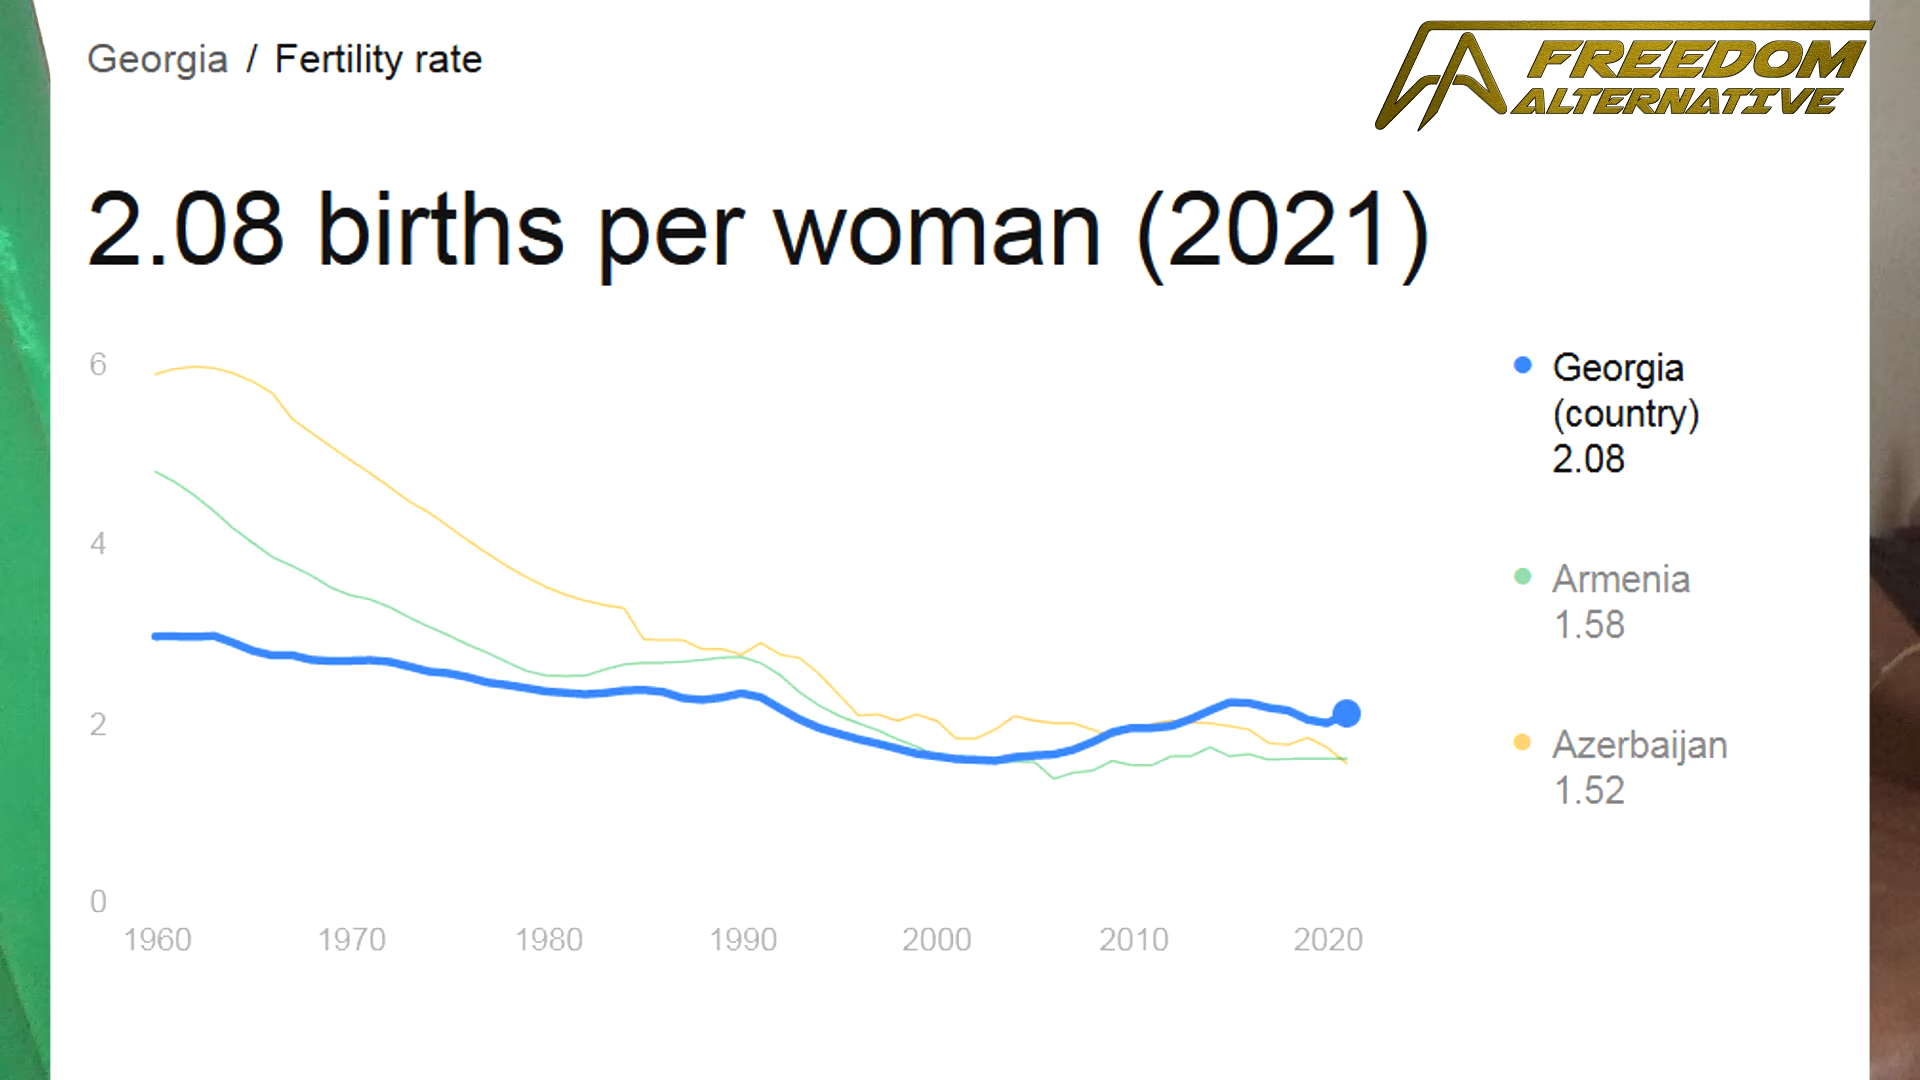 Georgia / Fertility rate
FREEDOM
ALTERNATIVE
2.08 births per woman (2021)
6
4
2
0
1960 1970 1980 1990 2000 2010 2020
Georgia
(country)
2.08
Armenia
1.58
Azerbaijan
1.52